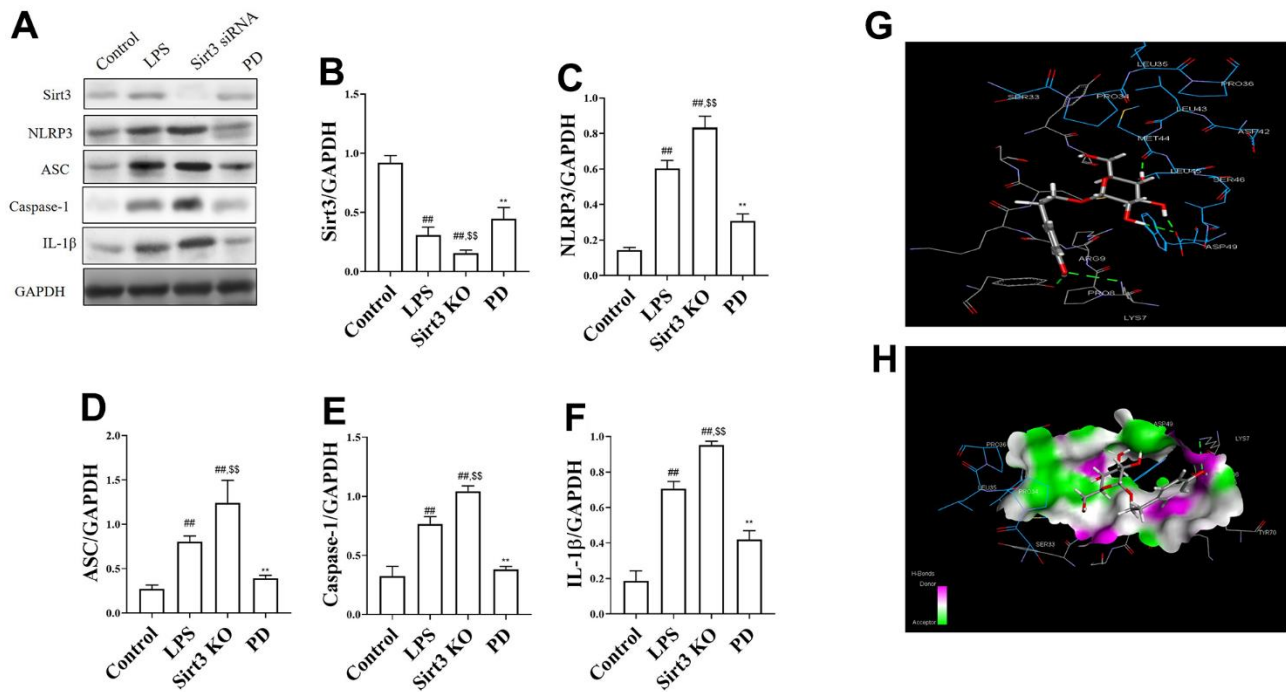 A
Control
LPS
Sirt3 siRNA
PD
Sirt3
NLRP3
ASC
Caspase-1
IL-1β
GAPDH
B
Sirt3/GAPDH
1.5
1.0
0.5
0.0
##
##,$$
**
Control
LPS
Sirt3 KO
PD
C
NLRP3/GAPDH
1.0
0.8
0.6
0.4
0.2
0.0
##
##,$$
**
Control
LPS
Sirt3 KO
PD
D
ASC/GAPDH
2.0
1.5
1.0
0.5
0.0
##
##,$$
**
Control
LPS
Sirt3 KO
PD
E
Caspase-1/GAPDH
1.5
1.0
0.5
0.0
##
##,$$
**
Control
LPS
Sirt3 KO
PD
F
IL-1β/GAPDH
1.0
0.8
0.6
0.4
0.2
0.0
##
##,$$
**
Control
LPS
Sirt3 KO
PD
G
LEU35
PRO36
SER33
PRO34
LEU43
ASP42
MET44
LEU45
SER46
ASP49
ARG9
PRO8
LYS7
H
ASP49
LYS7
PRO36
LEU35
PRO34
SER33
TYR70
H-Bonds
Donor
Acceptor